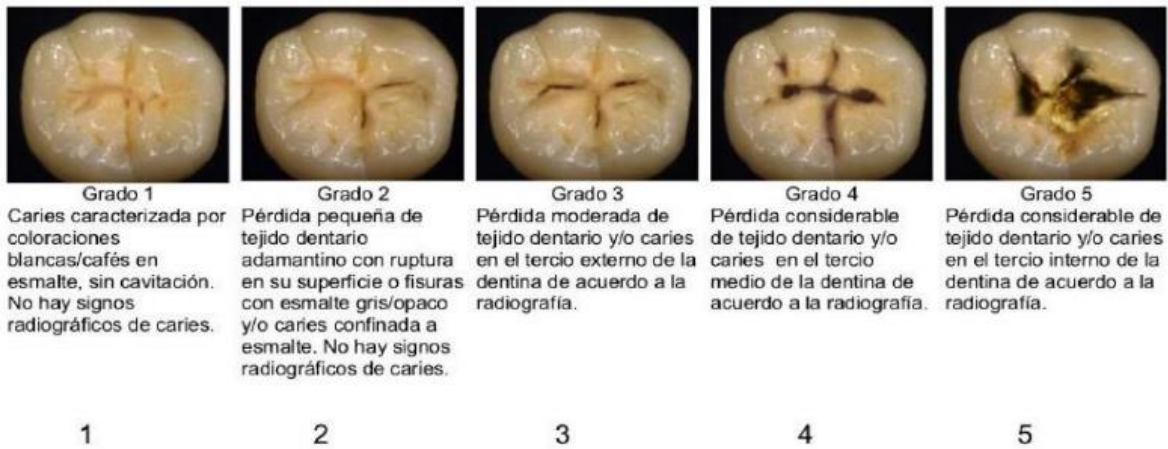 Grado 1
Caries caracterizada por
coloraciones
blancas/cafés en
esmalte, sin cavitación.
No hay signos
radiográficos de caries.
Grado 2
Pérdida pequeña de
tejido dentario
adamantino con ruptura
en su superficie o fisuras
con esmalte gris/opaco
y/o caries confinada a
esmalte. No hay signos
radiográficos de caries.
Grado 3
Pérdida moderada de
tejido dentario y/o caries
en el tercio externo de la
dentina de acuerdo a la
radiografía.
Grado 4
Pérdida considerable
de tejido dentario y/o
caries en el tercio
medio de la dentina de
acuerdo a la radiografía.
Grado 5
Pérdida considerable de
tejido dentario y/o caries
en el tercio interno de la
dentina de acuerdo a la
radiografía.
1 2 3 4 5